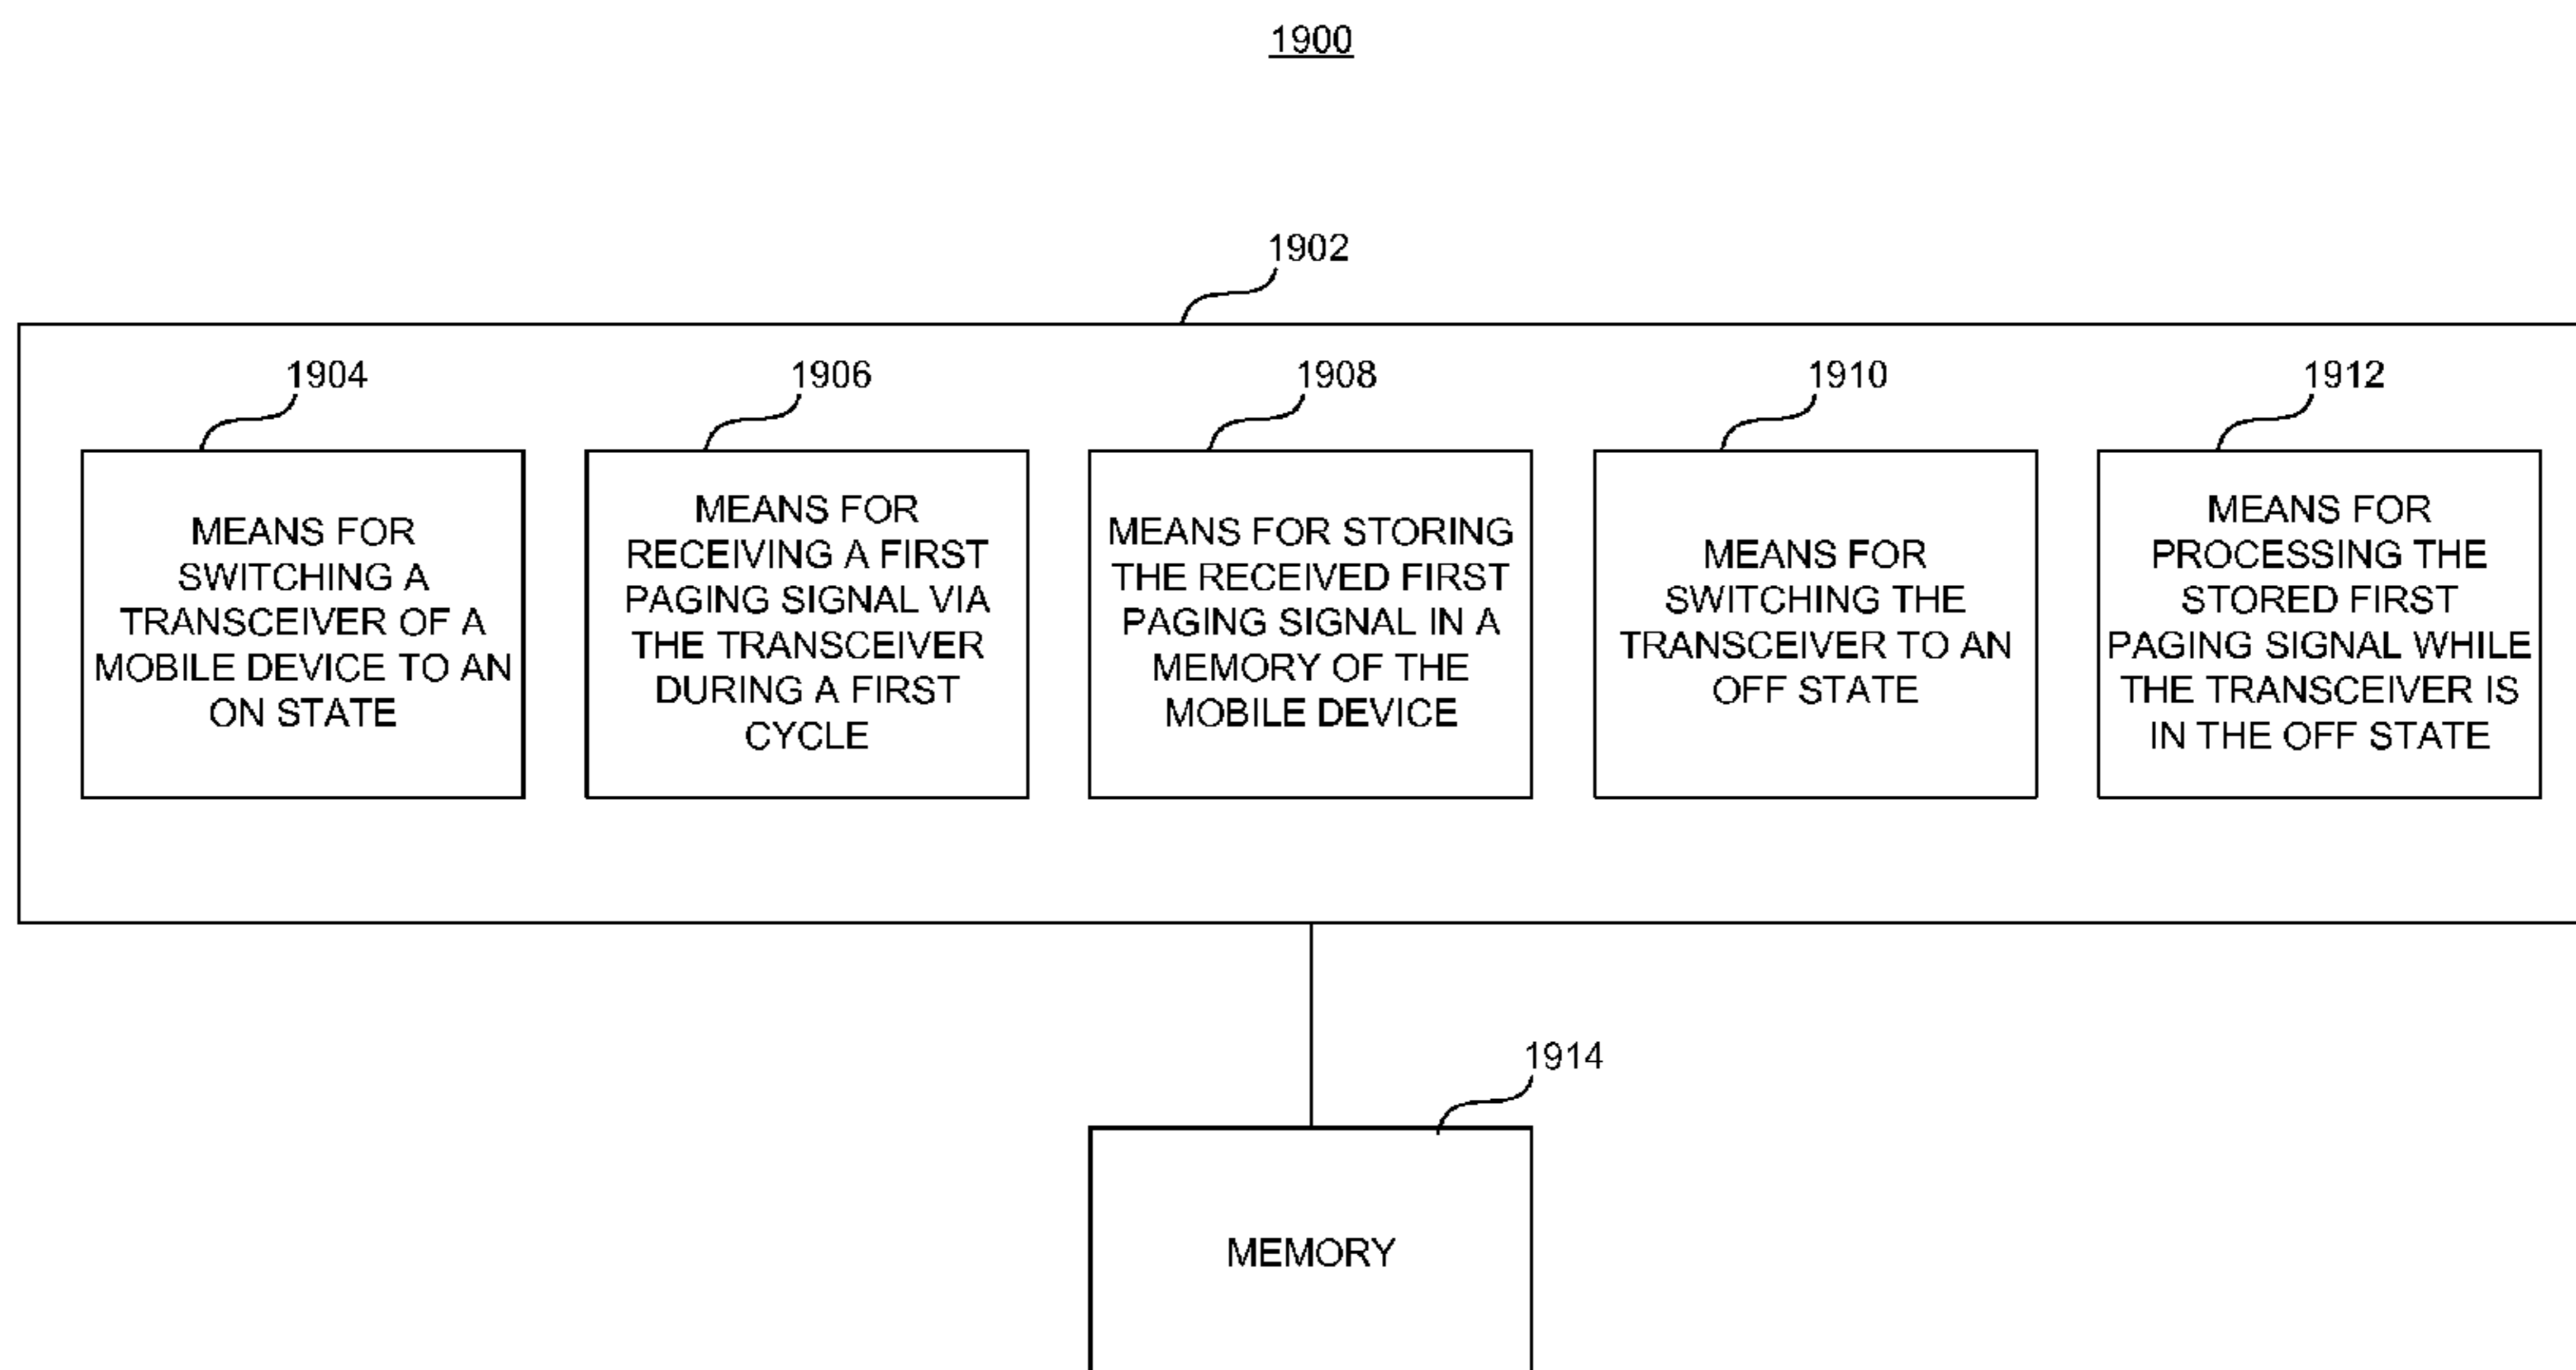 1900
1902
1904
1906
1908
1910
1912
MEANS FOR
SWITCHING A
TRANSCEIVER OF A
MOBILE DEVICE TO AN
ON STATE
MEANS FOR
RECEIVING A FIRST
PAGING SIGNAL VIA
THE TRANSCEIVER
DURING A FIRST
CYCLE
MEANS FOR STORING
THE RECEIVED FIRST
PAGING SIGNAL IN A
MEMORY OF THE
MOBILE DEVICE
MEANS FOR
SWITCHING THE
TRANSCEIVER TO AN
OFF STATE
MEANS FOR
PROCESSING THE
STORED FIRST
PAGING SIGNAL WHILE
THE TRANSCEIVER IS
IN THE OFF STATE
1914
MEMORY